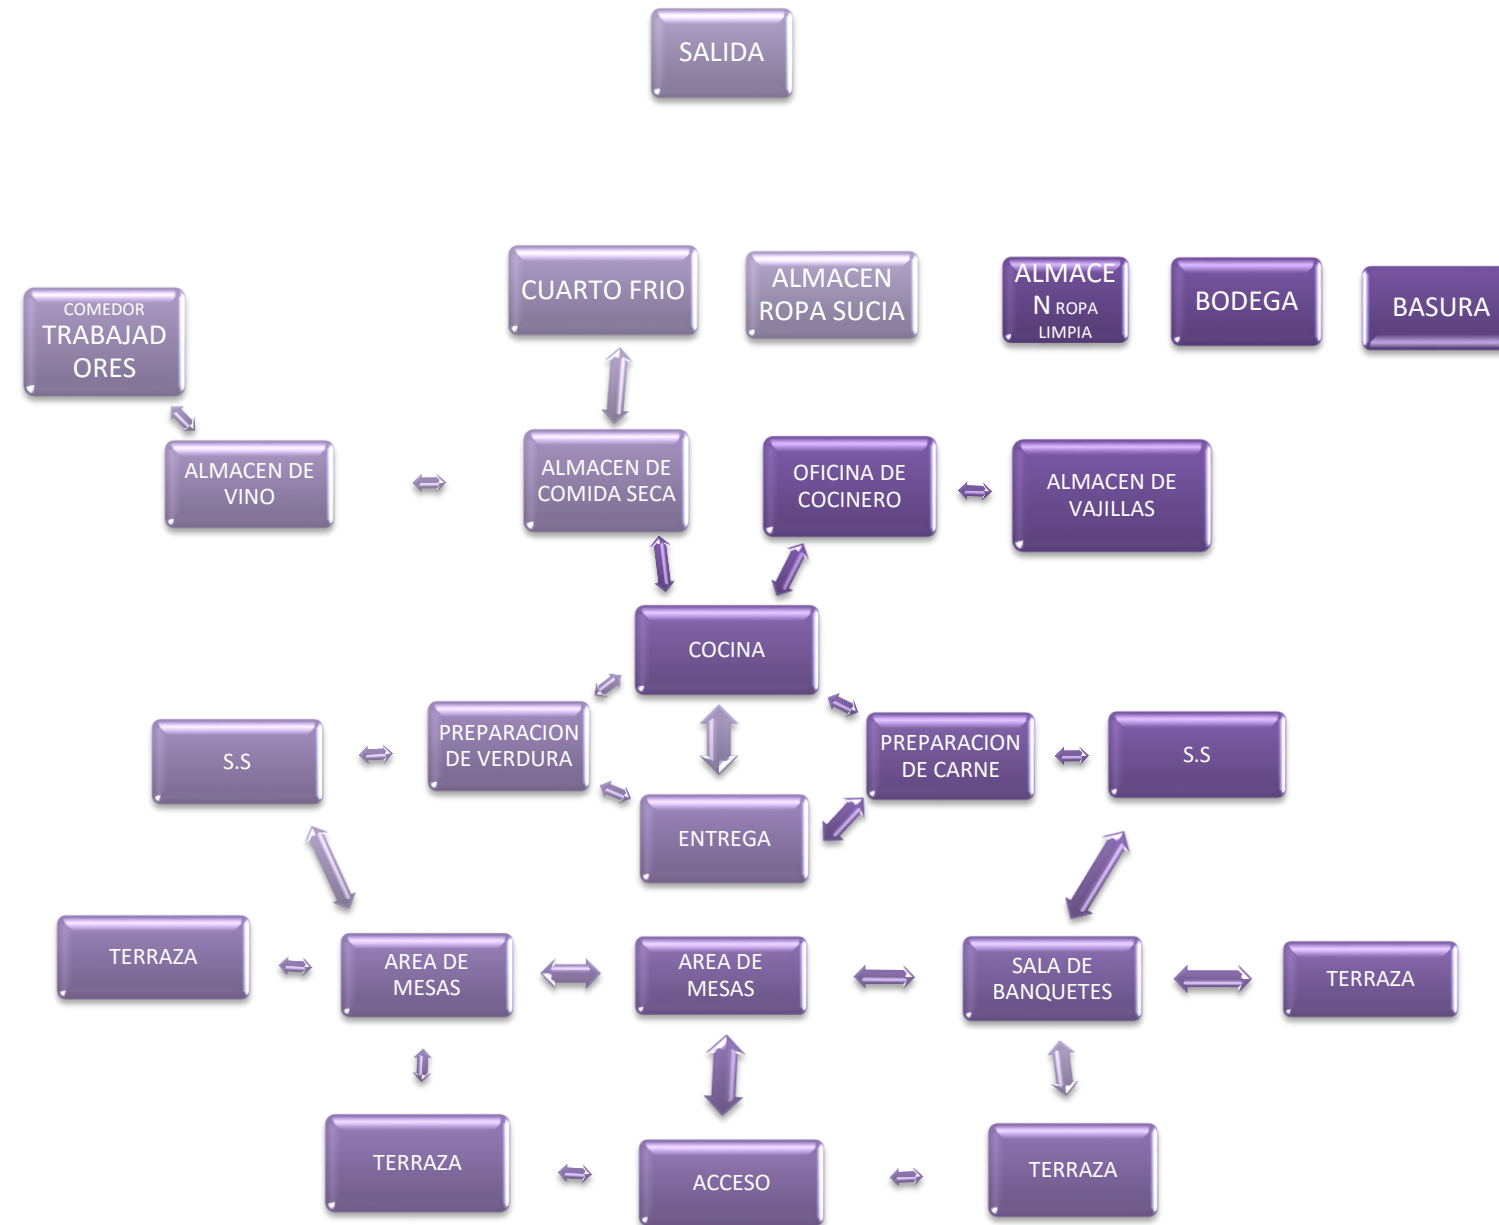 SALIDA
CUARTO FRIO
ALMACEN
ROPA SUCIA
ALMACE
N ROPA
LIMPIA
BODEGA
BASURA
COMEDOR
TRABAJAD
ORES
ALMACEN DE
VINO
ALMACEN DE
COMIDA SECA
OFICINA DE
COCINERO
ALMACEN DE
VAJILLAS
COCINA
S.S
PREPARACION
DE VERDURA
PREPARACION
DE CARNE
S.S
ENTREGA
TERRAZA
AREA DE
MESAS
AREA DE
MESAS
SALA DE
BANQUETES
TERRAZA
TERRAZA
ACCESO
TERRAZA